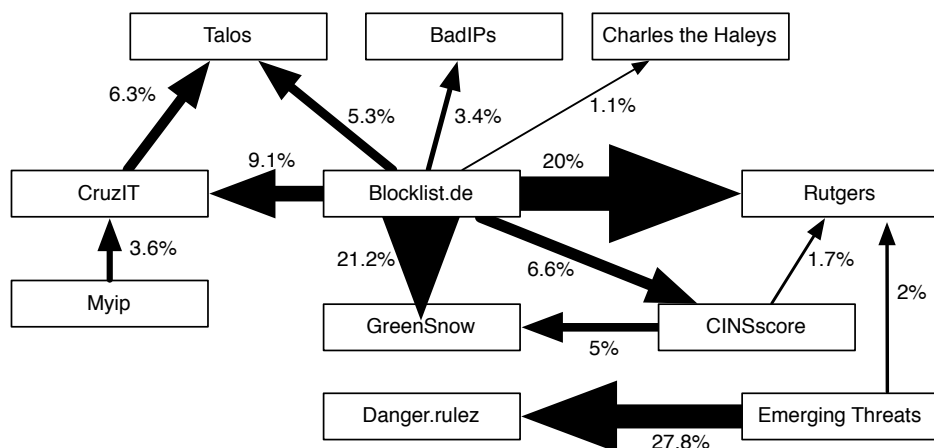 Talos
BadIPs
Charles the Haleys
6.3%
5.3%
3.4%
1.1%
9.1%
20%
CruzIT
Blocklist.de
Rutgers
3.6%
21.2%
6.6%
1.7%
2%
Myip
GreenSnow
CINSscore
5%
Danger.rulez
Emerging Threats
27.8%